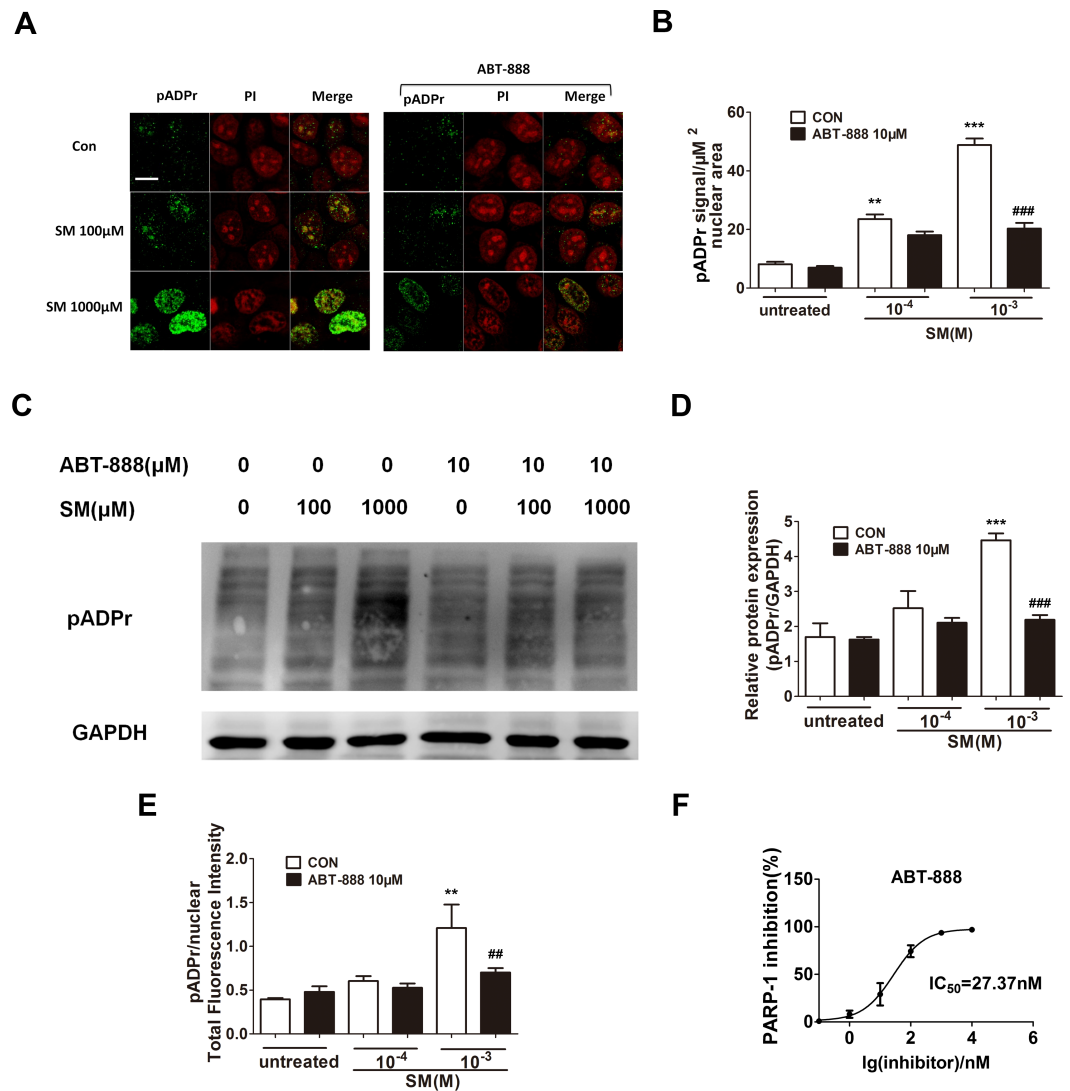 A
ABT-888
pADPr PI Merge pADPr PI Merge
Con
SM 100μM
SM 1000μM
B
pADPr signal/μM 2
nuclear area
60
40
20
0
CON
ABT-888 10μM
**
***
###
untreated 10-4 10-3
SM(M)
C
ABT-888(μM) 0 0 0 10 10 10
SM(μM) 0 100 1000 0 100 1000
pADPr
GAPDH
D
Relative protein expression
(pADPr/GAPDH)
5
4
3
2
1
0
CON
ABT-888 10μM
***
###
untreated 10-4 10-3
SM(M)
E
pADPr/nuclear
Total Fluorescence Intensity
2.0
1.5
1.0
0.5
0.0
CON
ABT-888 10μM
**
##
untreated 10-4 10-3
SM(M)
F
PARP-1 inhibition(%)
150
100
50
0
ABT-888
IC50=27.37nM
0 2 4 6
lg(inhibitor)/nM